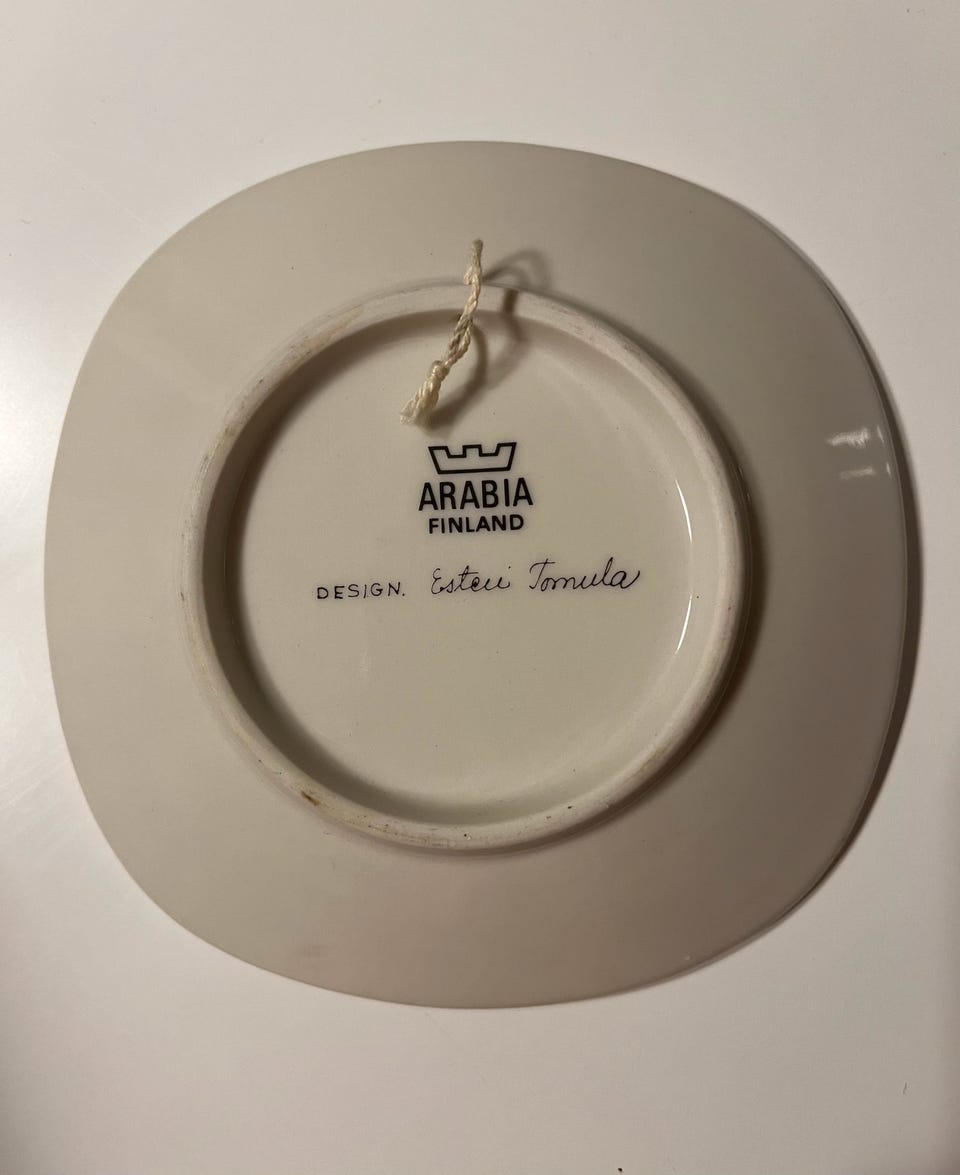 ARABIA
FINLAND
DESIGN. Esteri Tomula